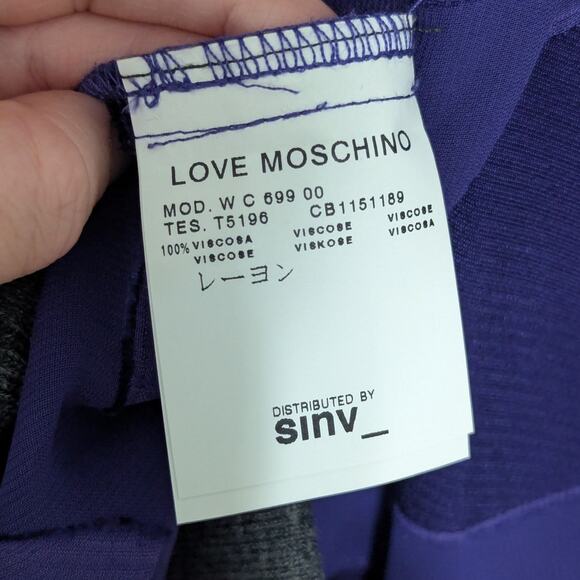 LOVE MOSCHINO
MOD. W C 699 00
TES. T5196 CB1151189
100% VISCOSA VISCOSE VISCOSE
VISCOSE VISKOSE VISCOSA
レーヨン
DISTRIBUTED BY
sinv_